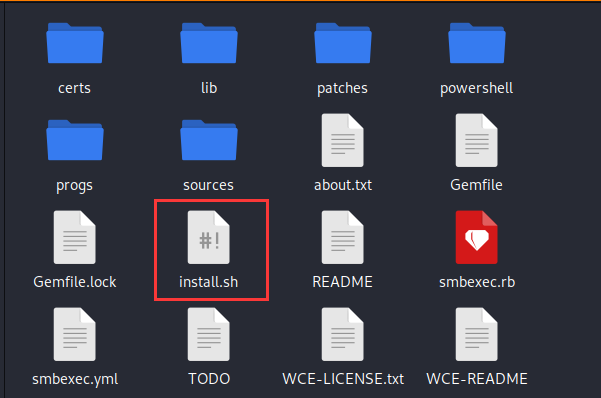 certs lib patches powershell
progs sources about.txt Gemfile
#!
Gemfile.lock install.sh README smbexec.rb
smbexec.yml TODO WCE-LICENSE.txt WCE-README